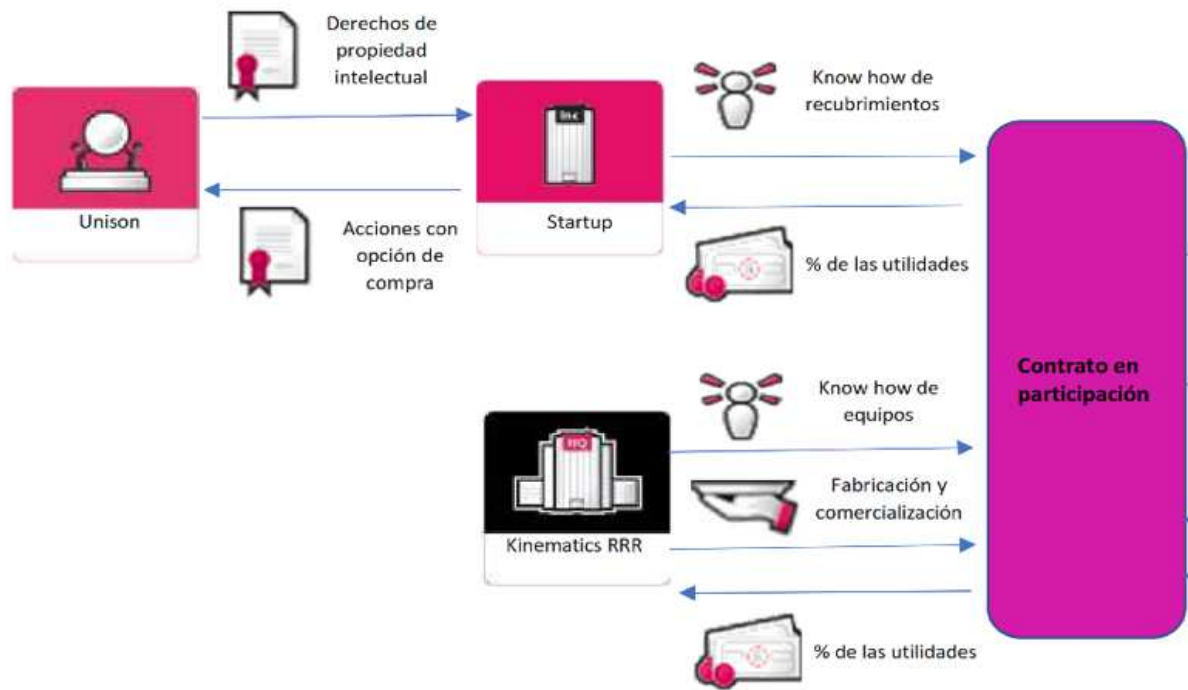 Derechos de
propiedad
intelectual
Unison
Acciones con
opción de
compra
Startup
Know how de
recubrimientos
% de las utilidades
Know how de
equipos
HQ
Kinematics RRR
Fabricación y
comercialización
% de las utilidades
Contrato en
participación